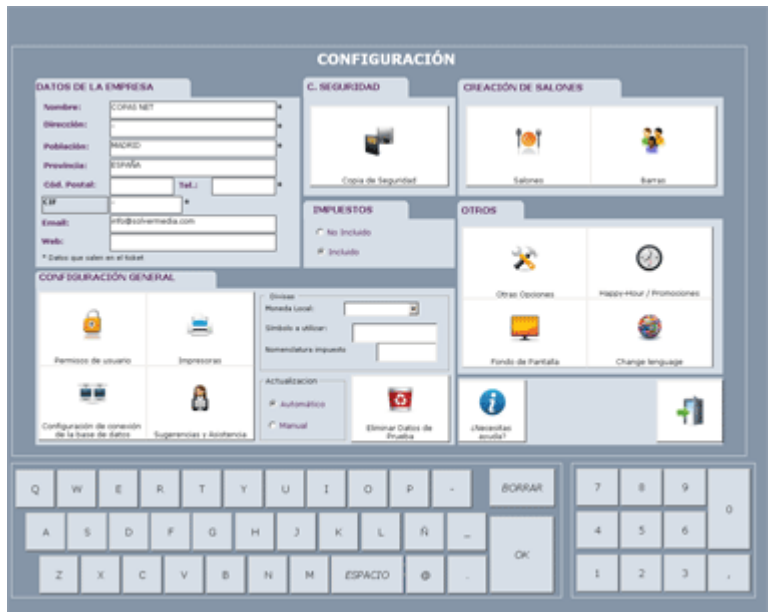 CONFIGURACIÓN
DATOS DE LA EMPRESA
Nombre: COPAS NET *
Dirección: - *
Población: MADRID *
Provincia: ESPAÑA
Cód. Postal: Tel.: *
CIF - *
Email: info@solvermedia.com
Web:
* Datos que salen en el ticket
C. SEGURIDAD
Copia de Seguridad
CREACIÓN DE SALONES
Salones Barras
IMPUESTOS
No Incluido
Incluido
OTROS
Otras Opciones Happy-Hour / Promociones
Fondo de Pantalla Change lenguage
CONFIGURACIÓN GENERAL
Permisos de usuario Impresoras
Configuración de conexión
de la base de datos
Sugerencias y Asistencia
Divisas
Moneda Local:
Símbolo a utilizar:
Nomenclatura impuesto
Actualizacion
Automático
Manual
Eliminar Datos de
Prueba
¿Necesitas
ayuda?
Q W E R T Y U I O P - BORRAR 7 8 9
A S D F G H J K L Ñ _ OK 4 5 6 0
Z X C V B N M ESPACIO @ . 1 2 3 ,